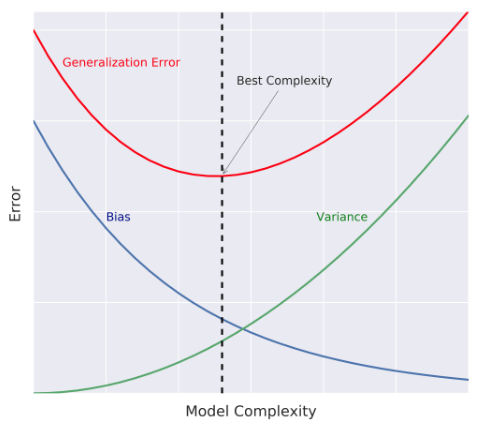 Generalization Error
Best Complexity
Bias
Variance
Error
Model Complexity